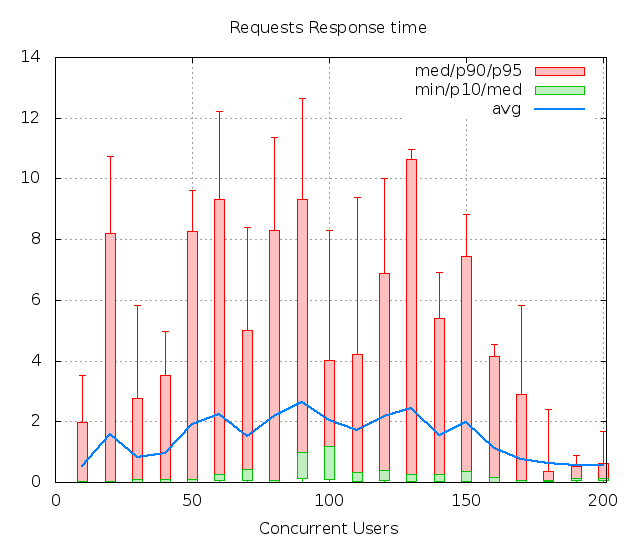 Requests Response time
14
12
10
8
6
4
2
0
med/p90/p95
min/p10/med
avg
0 50 100 150 200
Concurrent Users